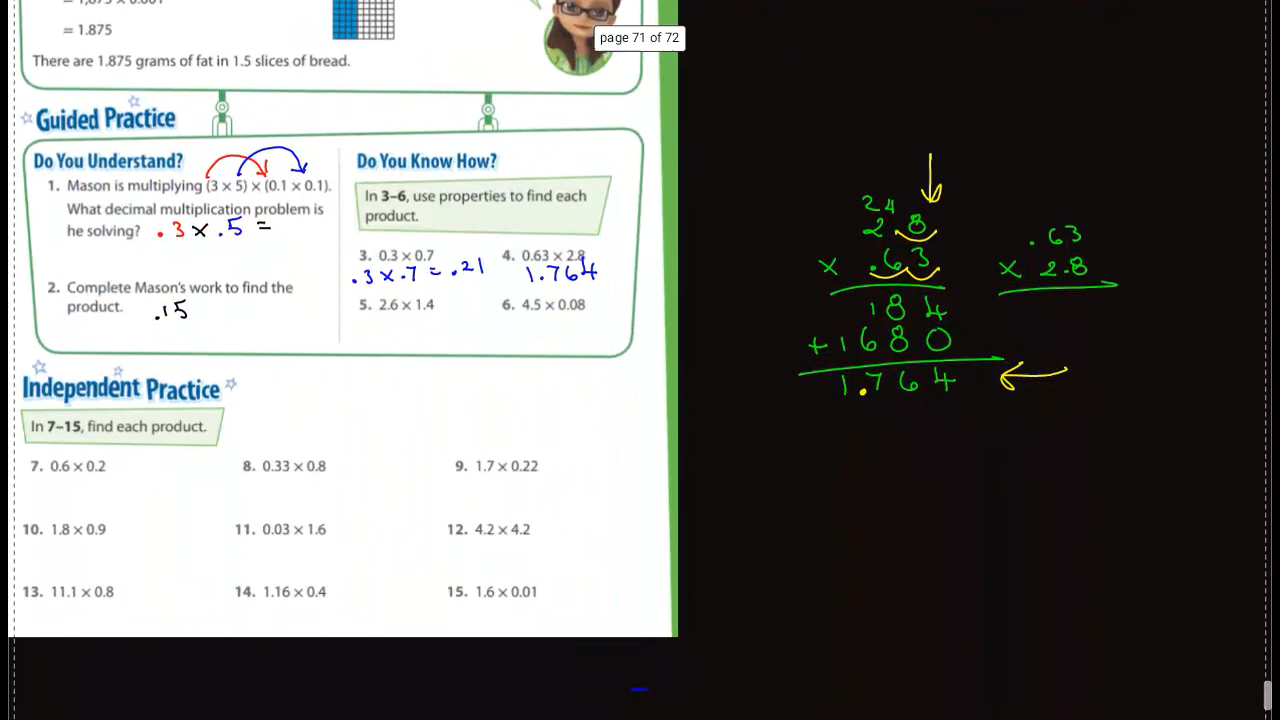 = 1,875 × 0.001
= 1.875
There are 1.875 grams of fat in 1.5 slices of bread.
page 71 of 72
Guided Practice
Do You Understand?
1. Mason is multiplying (3 × 5) × (0.1 × 0.1).
What decimal multiplication problem is
he solving? .3 × .5 =
2. Complete Mason's work to find the
product. .15
Do You Know How?
In 3–6, use properties to find each
product.
3. 0.3 × 0.7 4. 0.63 × 2.8
.3 × .7 = .21 1.764
5. 2.6 × 1.4 6. 4.5 × 0.08
Independent Practice
In 7–15, find each product.
7. 0.6 × 0.2 8. 0.33 × 0.8 9. 1.7 × 0.22
10. 1.8 × 0.9 11. 0.03 × 1.6 12. 4.2 × 4.2
13. 11.1 × 0.8 14. 1.16 × 0.4 15. 1.6 × 0.01
24
28
× .63
184
+1680
1.764
.63
× 2.8